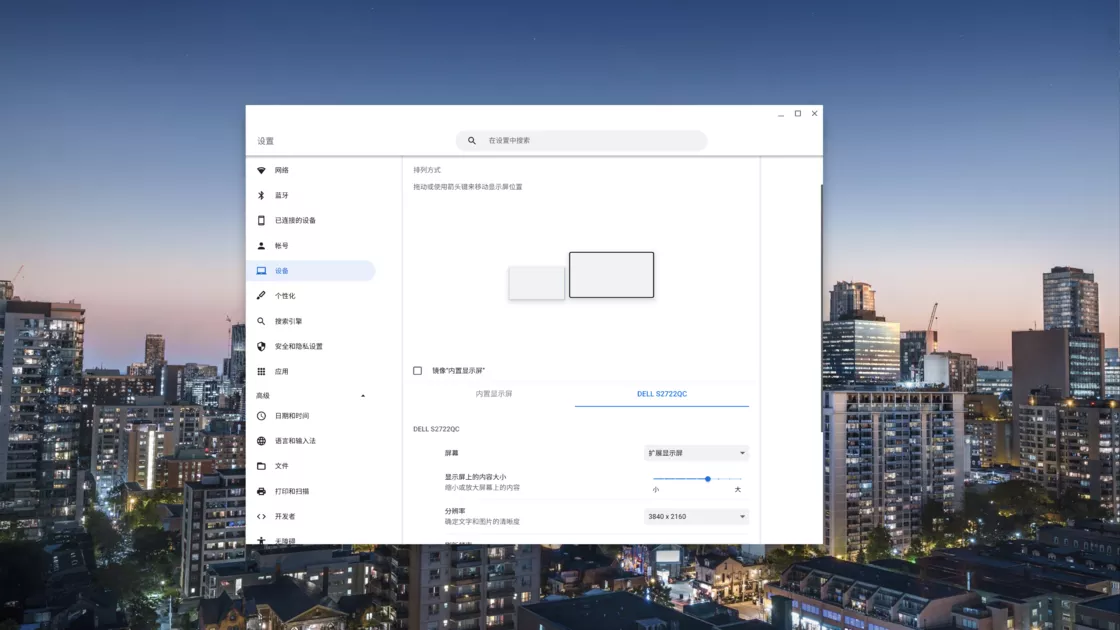 设置
在设置中搜索
网络
蓝牙
已连接的设备
帐号
设备
个性化
搜索引擎
安全和隐私设置
应用
高级
日期和时间
语言和输入法
文件
打印和扫描
开发者
无障碍
排列方式
拖动或使用箭头键来移动显示屏位置
镜像“内置显示屏”
内置显示屏
DELL S2722QC
DELL S2722QC
屏幕
扩展显示屏
显示屏上的内容大小
缩小或放大屏幕上的内容
小
大
分辨率
确定文字和图片的清晰度
3840 x 2160